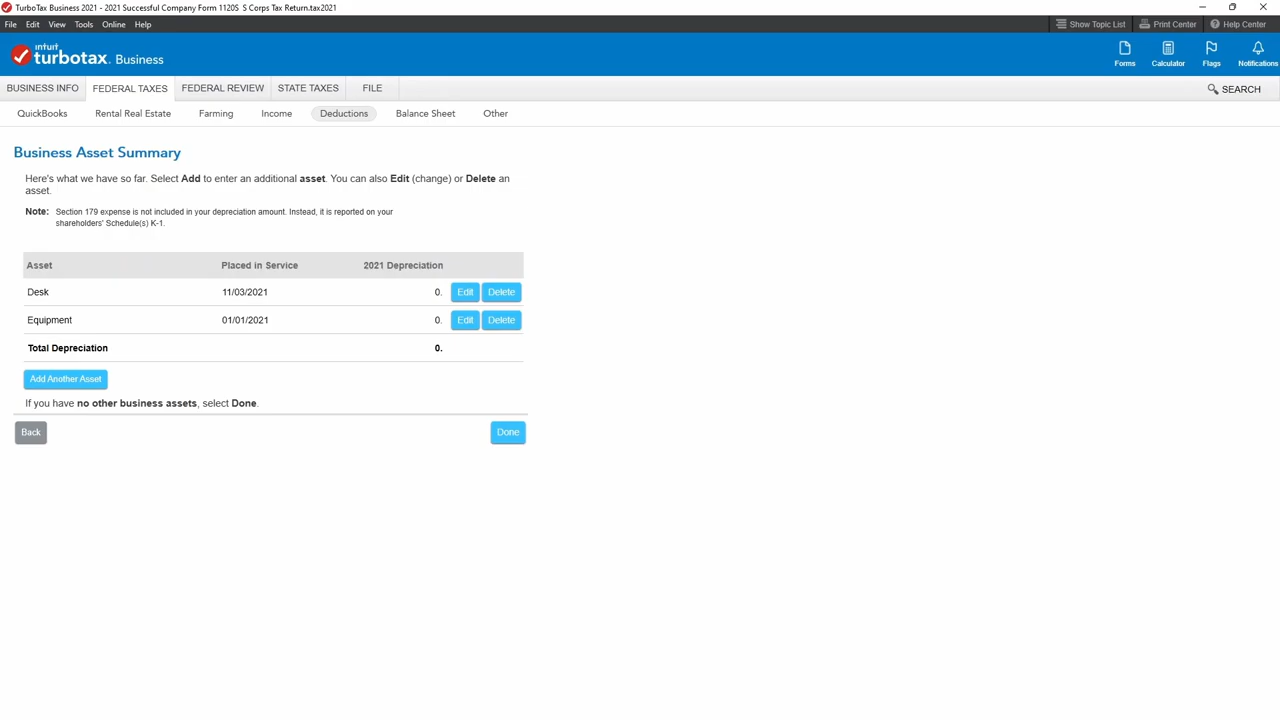 TurboTax Business 2021 - 2021 Successful Company Form 1120S S Corps Tax Return.tax2021
File Edit View Tools Online Help
Show Topic List Print Center Help Center
intuit
turbotax. Business
Forms Calculator Flags Notifications
BUSINESS INFO FEDERAL TAXES FEDERAL REVIEW STATE TAXES FILE
SEARCH
QuickBooks Rental Real Estate Farming Income Deductions Balance Sheet Other
Business Asset Summary
Here's what we have so far. Select Add to enter an additional asset. You can also Edit (change) or Delete an
asset.
Note: Section 179 expense is not included in your depreciation amount. Instead, it is reported on your
shareholders' Schedule(s) K-1.
Asset Placed in Service 2021 Depreciation
Desk 11/03/2021 0. Edit Delete
Equipment 01/01/2021 0. Edit Delete
Total Depreciation 0.
Add Another Asset
If you have no other business assets, select Done.
Back Done